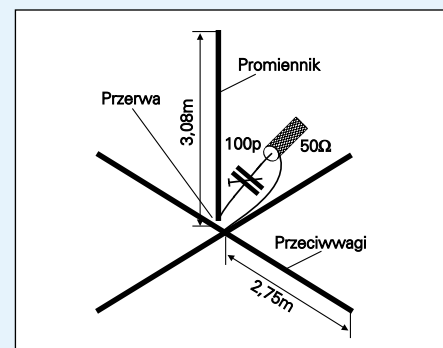 Promiennik
Przerwa
3,08m
100p
50Ω
Przeciwwagi
2,75m